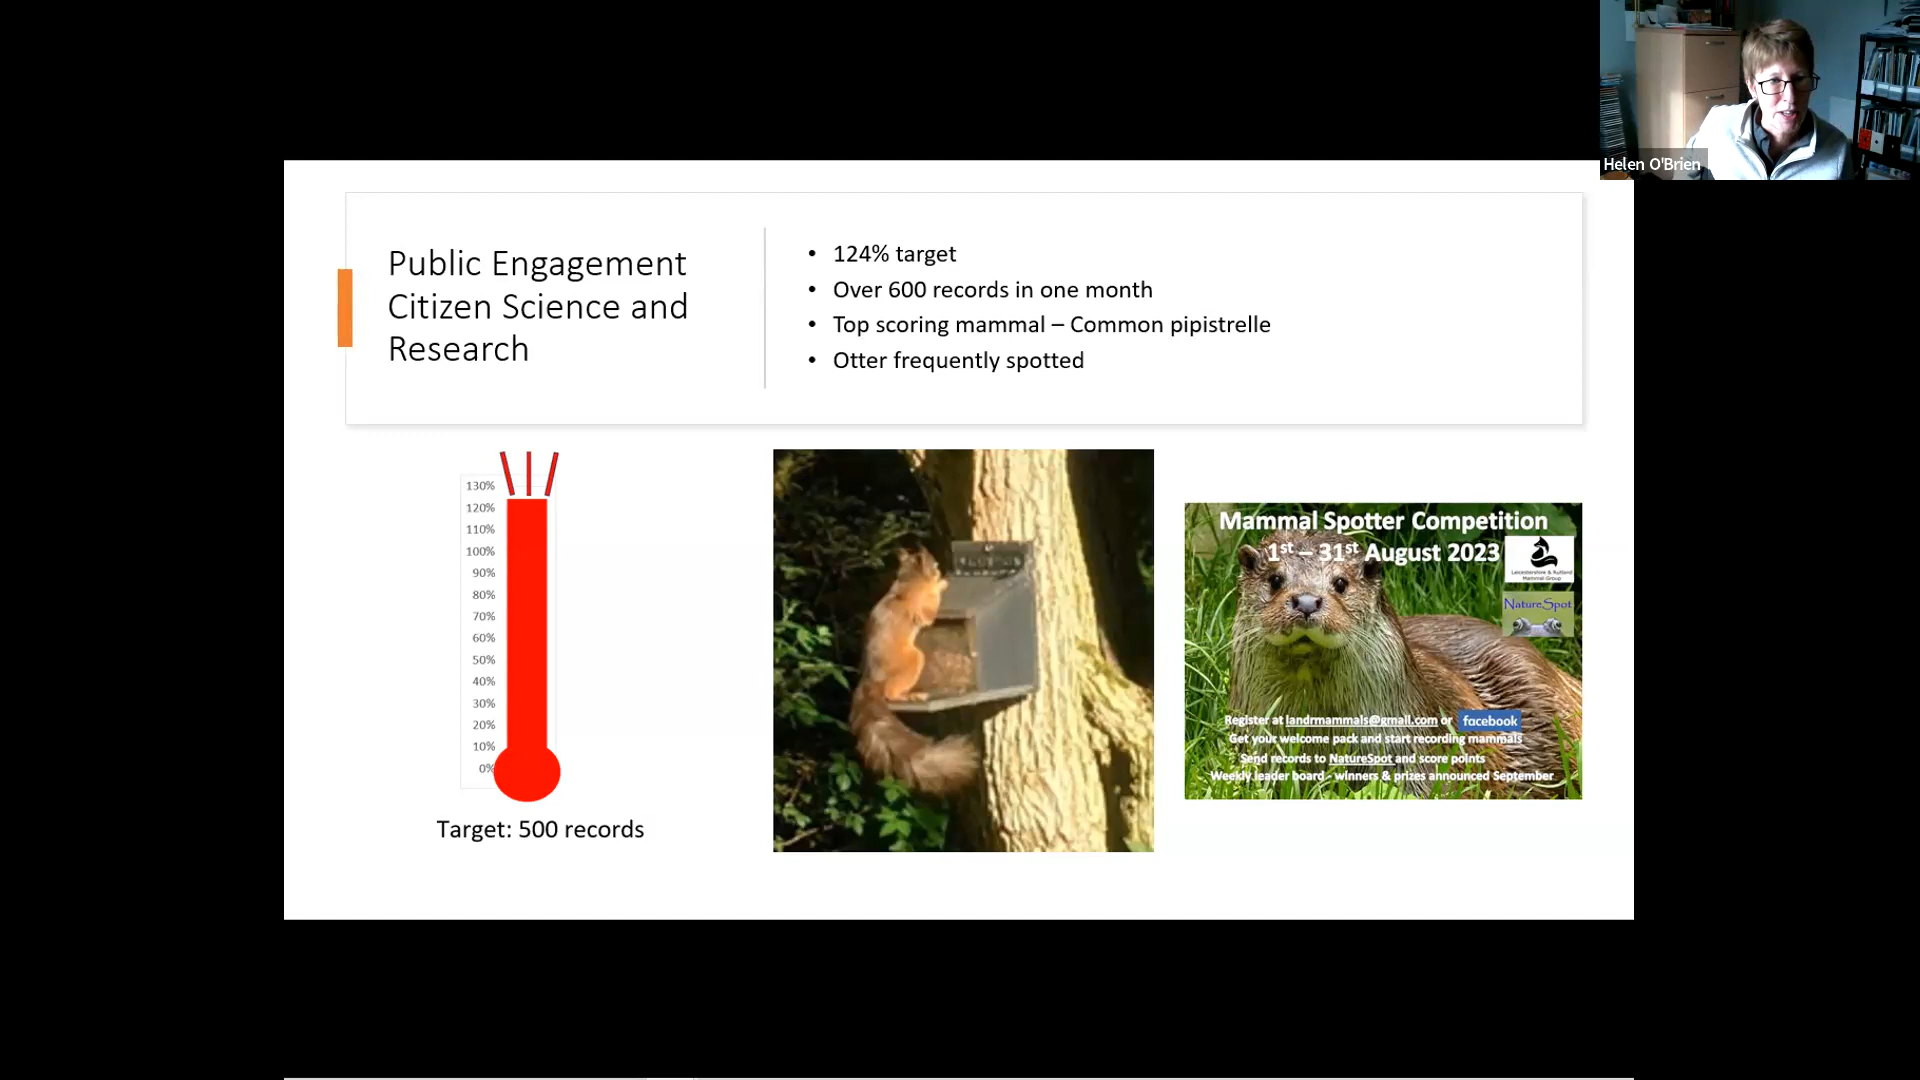 Helen O'Brien
Public Engagement
Citizen Science and
Research
• 124% target
• Over 600 records in one month
• Top scoring mammal – Common pipistrelle
• Otter frequently spotted
130%
120%
110%
100%
90%
80%
70%
60%
50%
40%
30%
20%
10%
0%
Target: 500 records
Mammal Spotter Competition
1st – 31st August 2023
Leicestershire & Rutland
Mammal Group
NatureSpot
Register at landrmammals@gmail.com or facebook
Get your welcome pack and start recording mammals
Send records to NatureSpot and score points
Weekly leader board - winners & prizes announced September